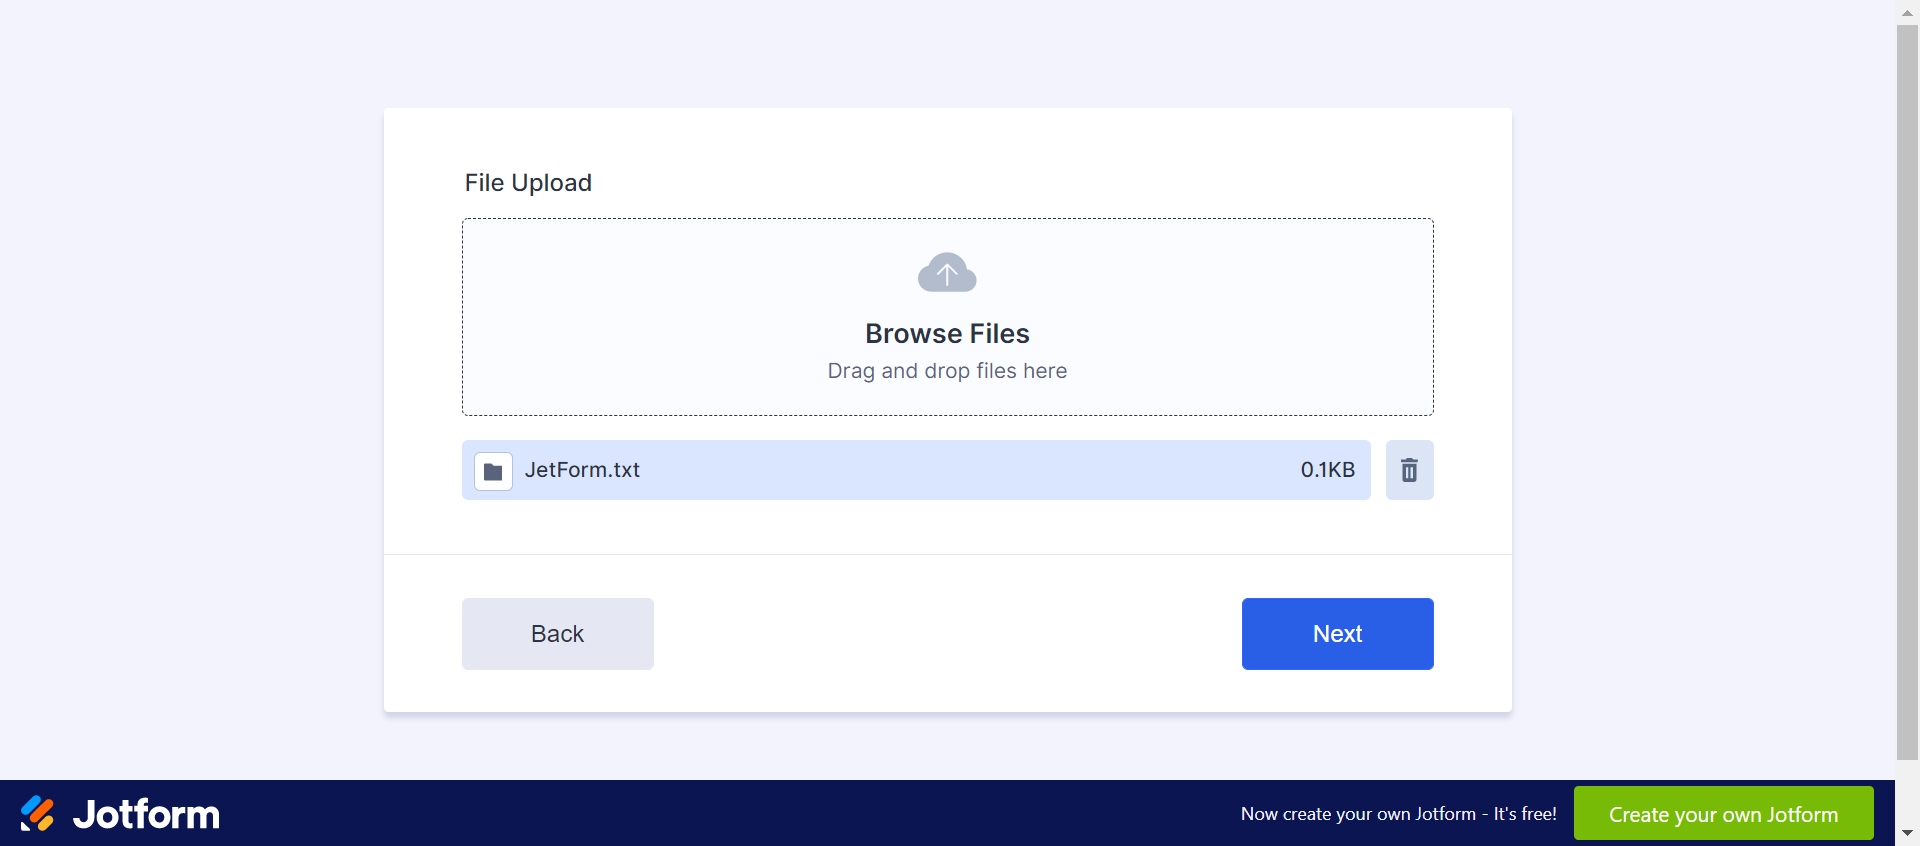 File Upload
Browse Files
Drag and drop files here
JetForm.txt 0.1KB
Back Next
Jotform Now create your own Jotform - It's free! Create your own Jotform